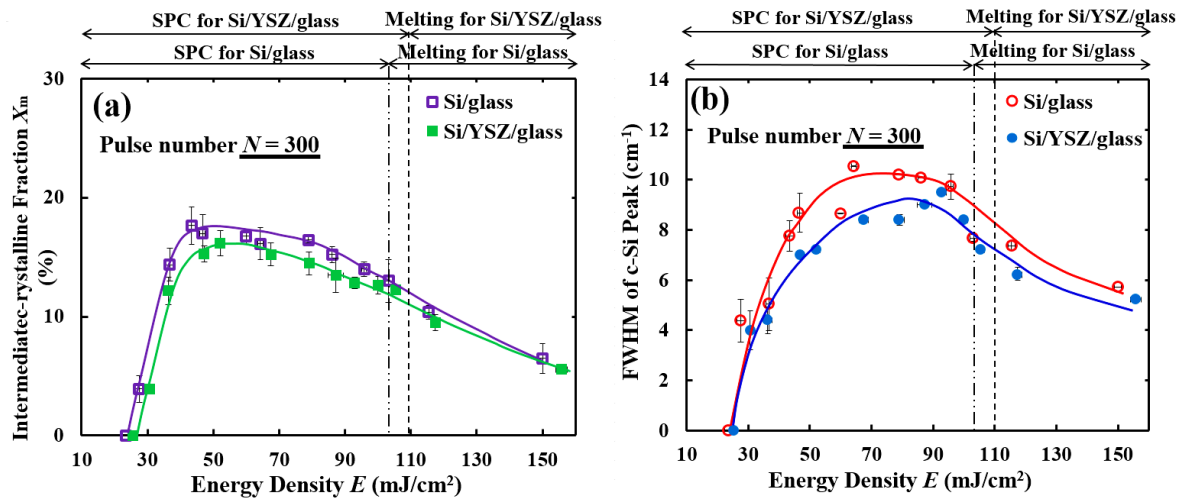 SPC for Si/YSZ/glass
Melting for Si/YSZ/glass
SPC for Si/glass
Melting for Si/glass
30
20
10
0
Intermediatec-rystalline Fraction Xm
(%)
(a)
Si/glass
Si/YSZ/glass
Pulse number N = 300
10 30 50 70 90 110 130 150
Energy Density E (mJ/cm²)
SPC for Si/YSZ/glass
Melting for Si/YSZ/glass
SPC for Si/glass
Melting for Si/glass
14
12
10
8
6
4
2
0
FWHM of c-Si Peak (cm⁻¹)
(b)
Si/glass
Si/YSZ/glass
Pulse number N = 300
10 30 50 70 90 110 130 150
Energy Density E (mJ/cm²)